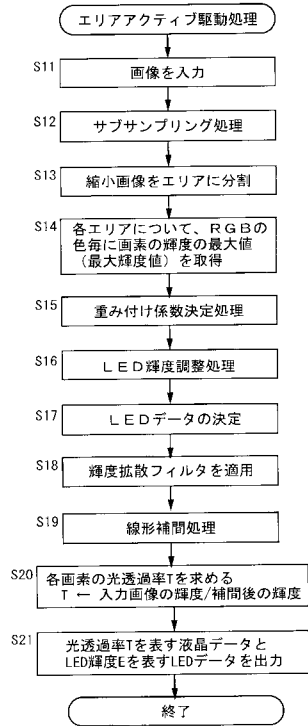 エリアアクティブ駆動処理
S11
画像を入力
S12
サブサンプリング処理
S13
縮小画像をエリアに分割
S14
各エリアについて、RGBの
色毎に画素の輝度の最大値
(最大輝度値)を取得
S15
重み付け係数決定処理
S16
LED輝度調整処理
S17
LEDデータの決定
S18
輝度拡散フィルタを適用
S19
線形補間処理
S20
各画素の光透過率Tを求める
T ← 入力画像の輝度/補間後の輝度
S21
光透過率Tを表す液晶データと
LED輝度Eを表すLEDデータを出力
終了